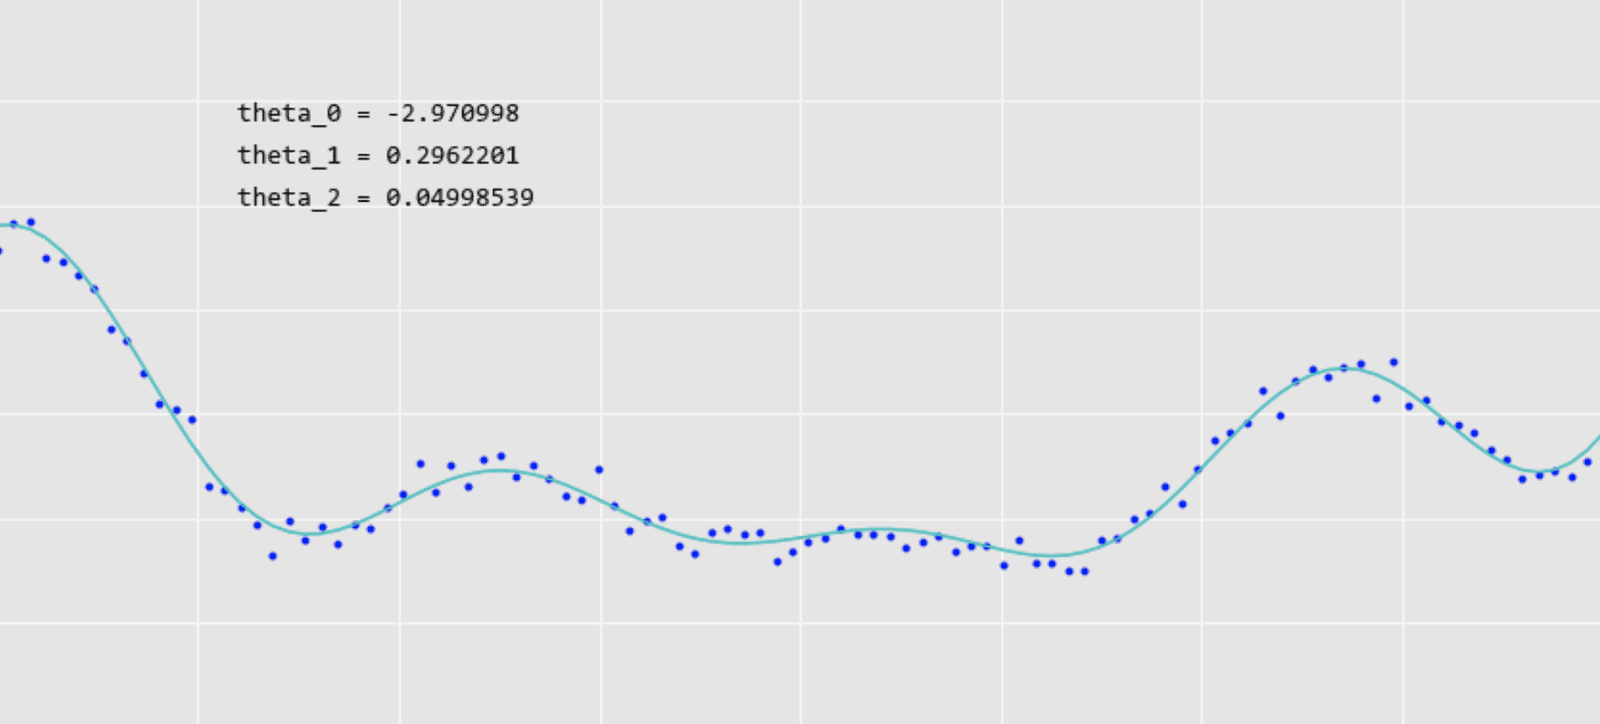 theta_0 = -2.970998
theta_1 = 0.2962201
theta_2 = 0.04998539